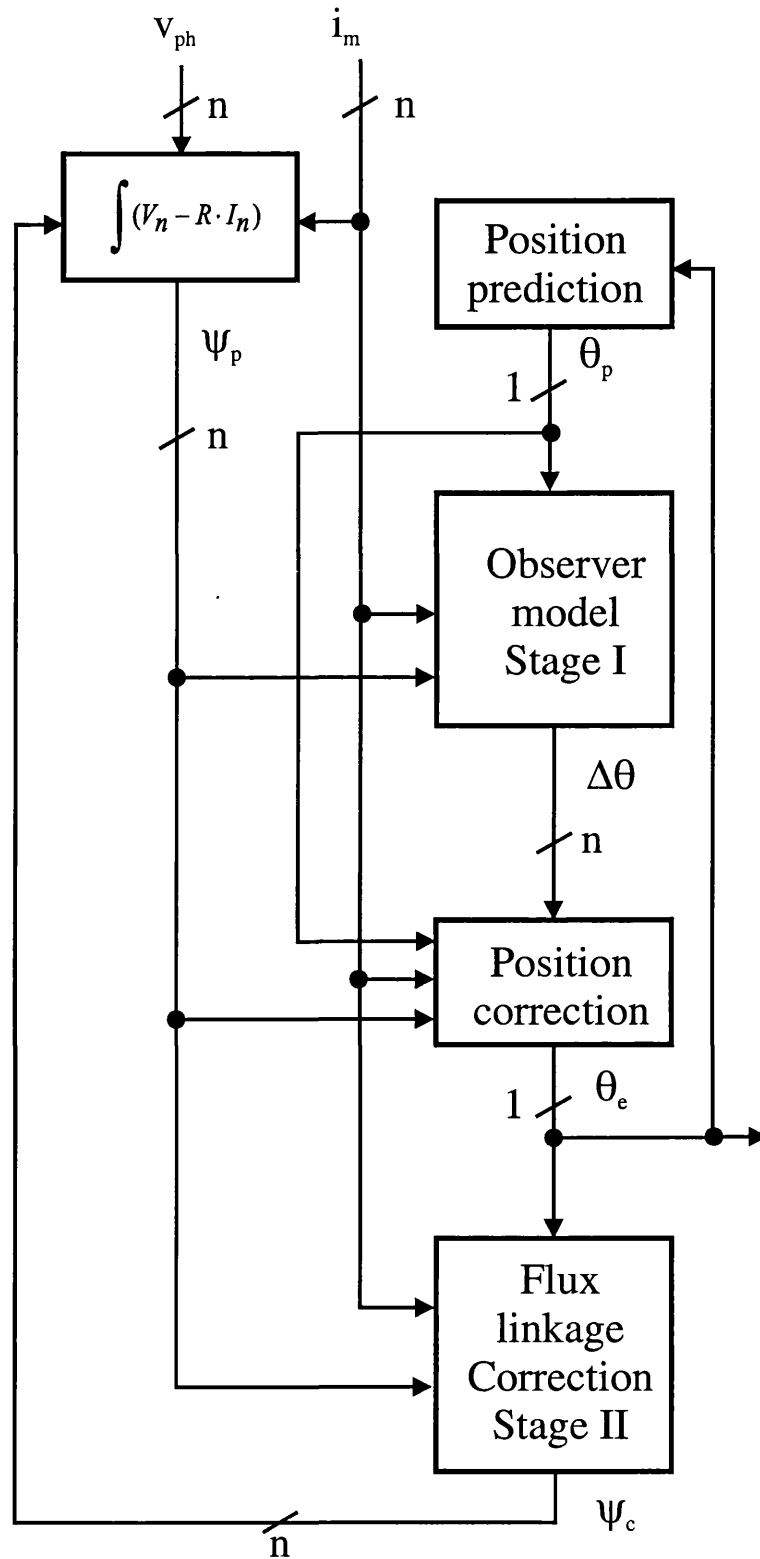 v_ph
i_m
n
n
∫(V_n − R · I_n)
Position
prediction
ψ_p
θ_p
1
n
Observer
model
Stage I
Δθ
n
Position
correction
1
θ_e
Flux
linkage
Correction
Stage II
ψ_c
n